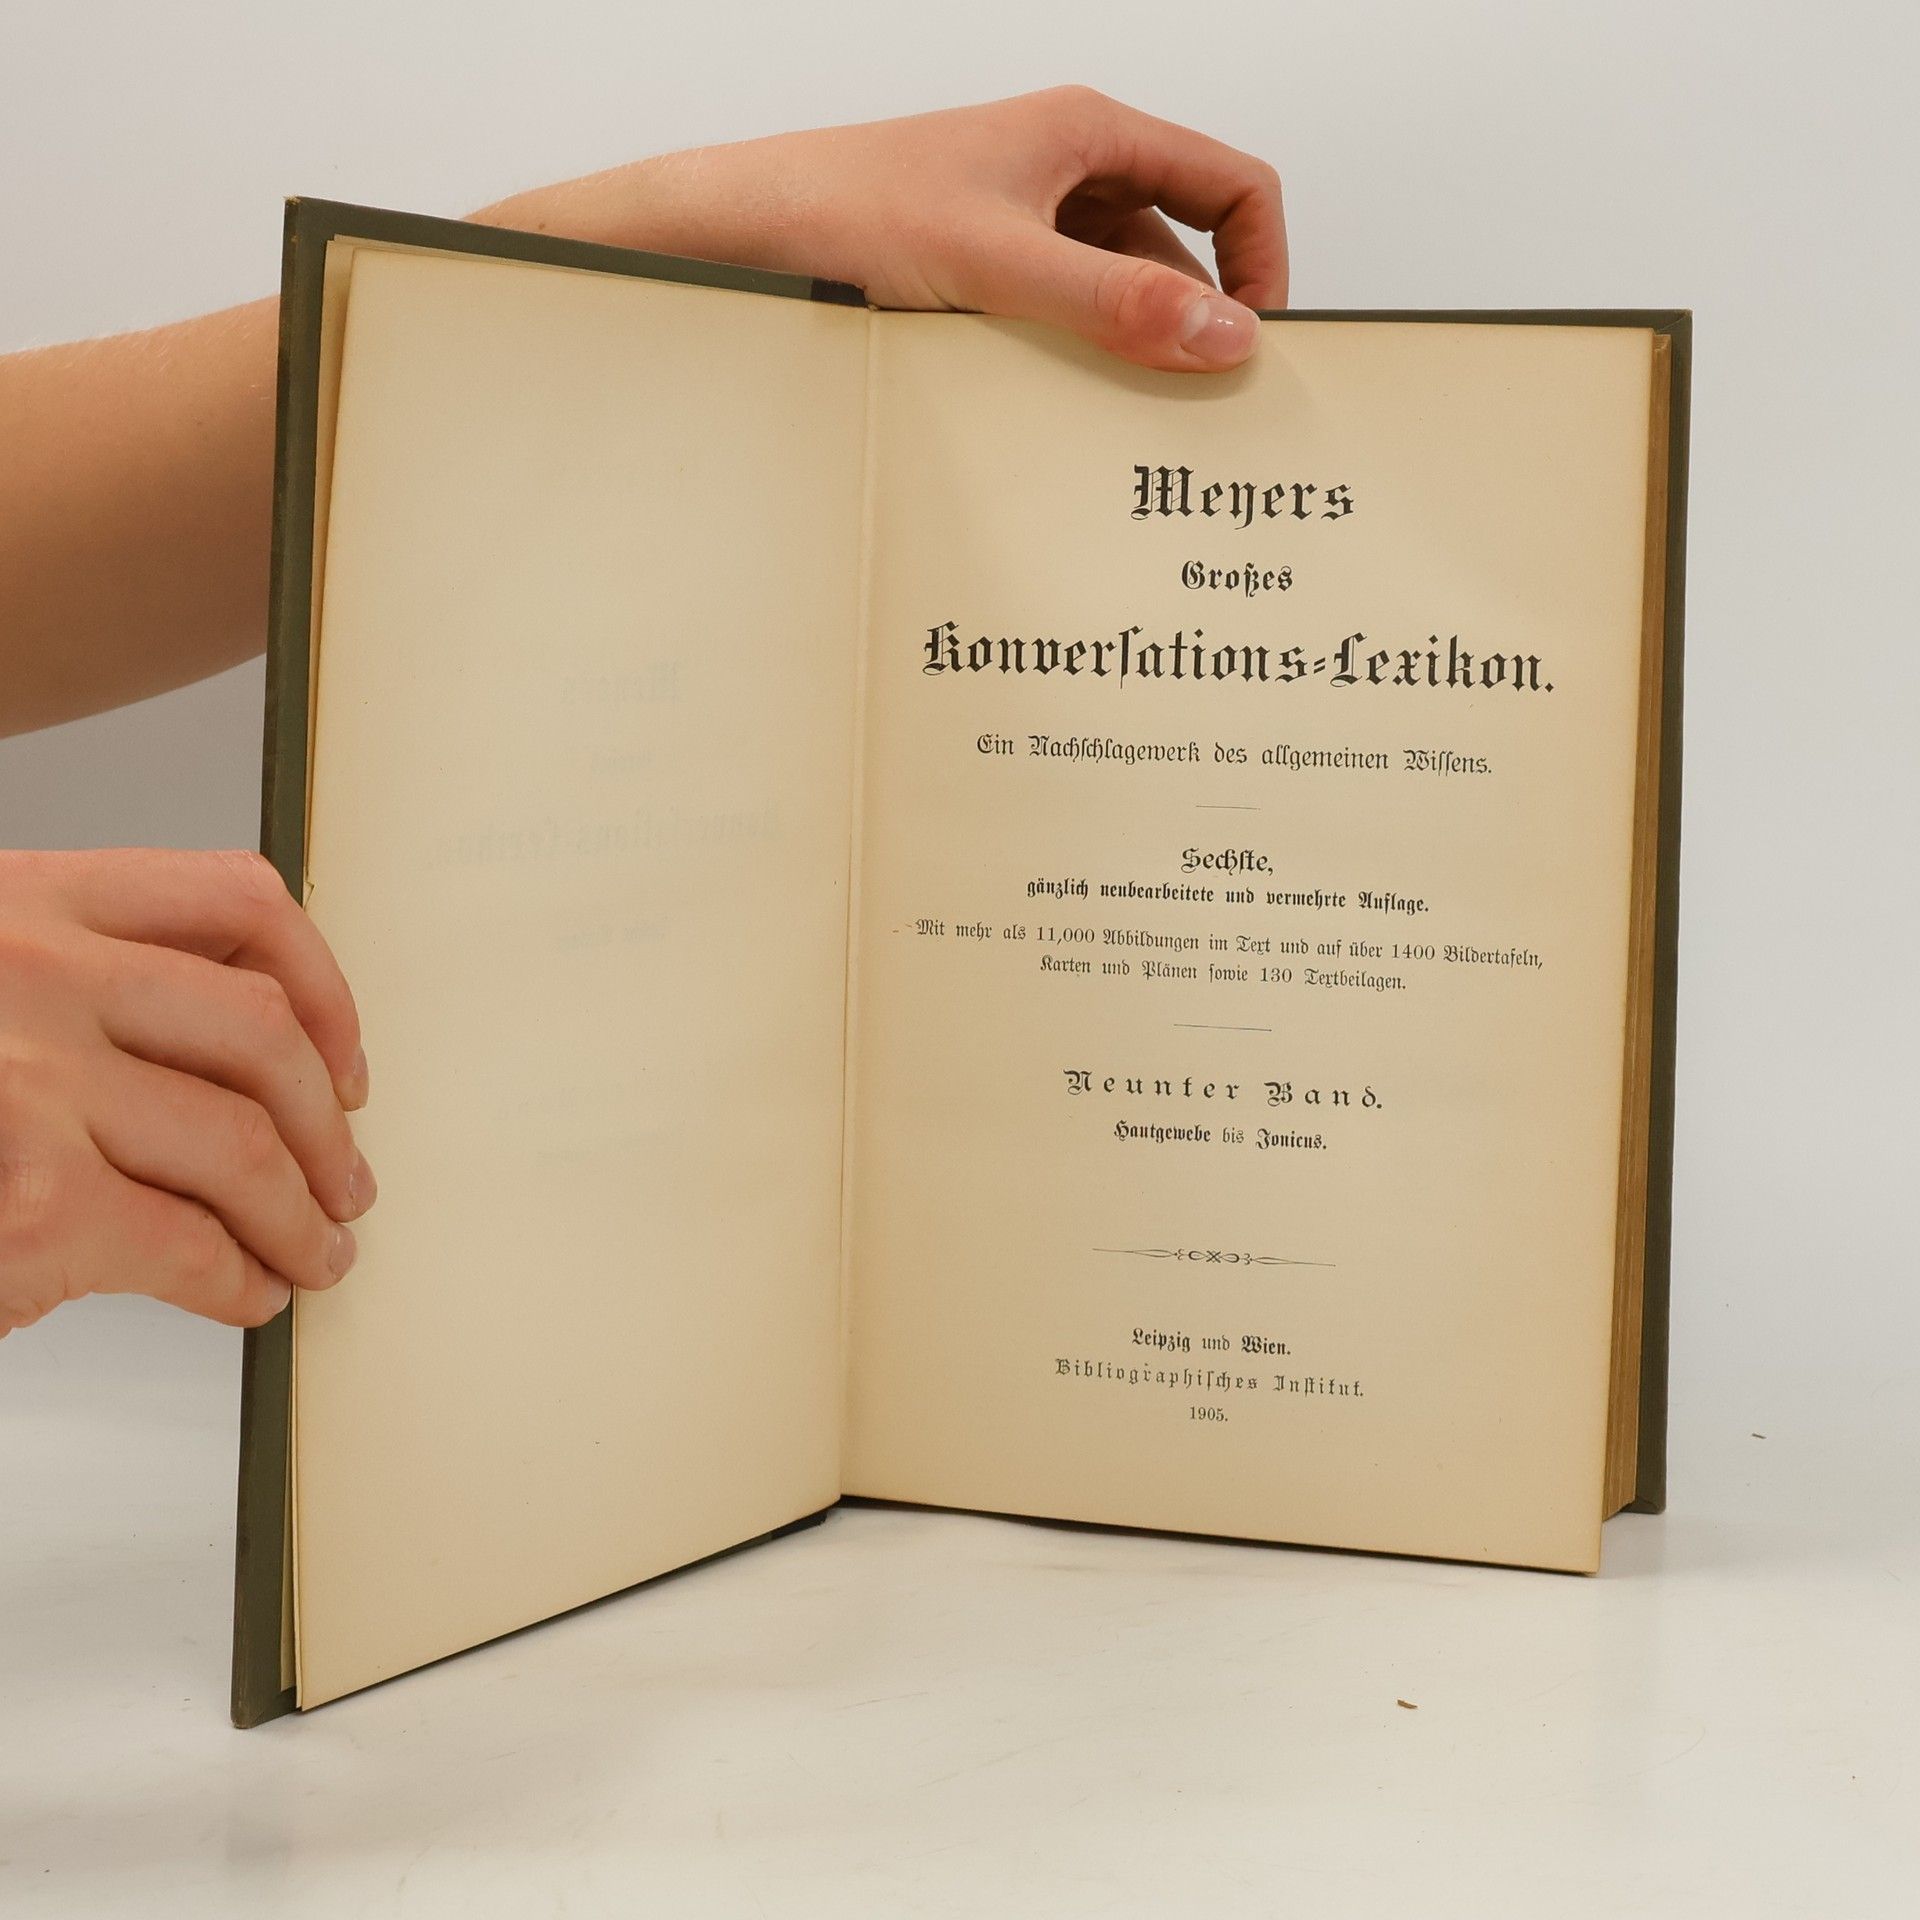 Meyers
Großes
Konverſations-Lexikon.
Ein Nachſchlagewerk des allgemeinen Wiſſens.
Sechſte,
gänzlich neubearbeitete und vermehrte Auflage.
Mit mehr als 11,000 Abbildungen im Text und auf über 1400 Bildertafeln,
Karten und Plänen ſowie 130 Textbeilagen.
Neunter Band.
Hautgewebe bis Jonicus.
Leipzig und Wien.
Bibliographiſches Inſtitut.
1905.